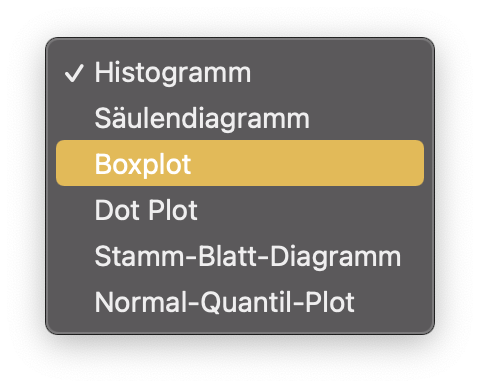 ✓ Histogramm
Säulendiagramm
Boxplot
Dot Plot
Stamm-Blatt-Diagramm
Normal-Quantil-Plot